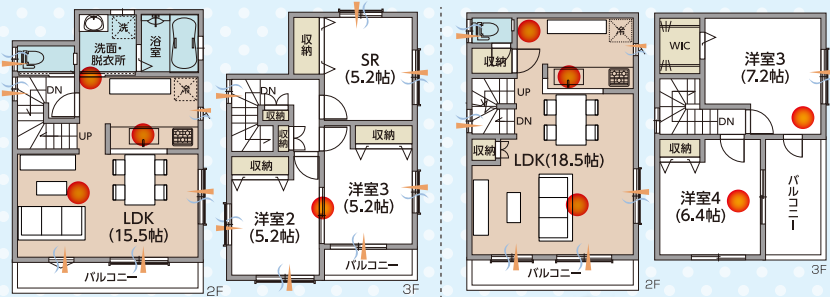 洗
洗面・
脱衣所
浴室
DN
冷
UP
LDK
(15.5帖)
バルコニー
2F
収納
SR
(5.2帖)
DN
収納
収納
収納
収納
洋室2
(5.2帖)
洋室3
(5.2帖)
バルコニー
3F
冷
収納
UP
DN
収納
LDK(18.5帖)
バルコニー
2F
WIC
洋室3
(7.2帖)
DN
収納
洋室4
(6.4帖)
バルコニー
3F